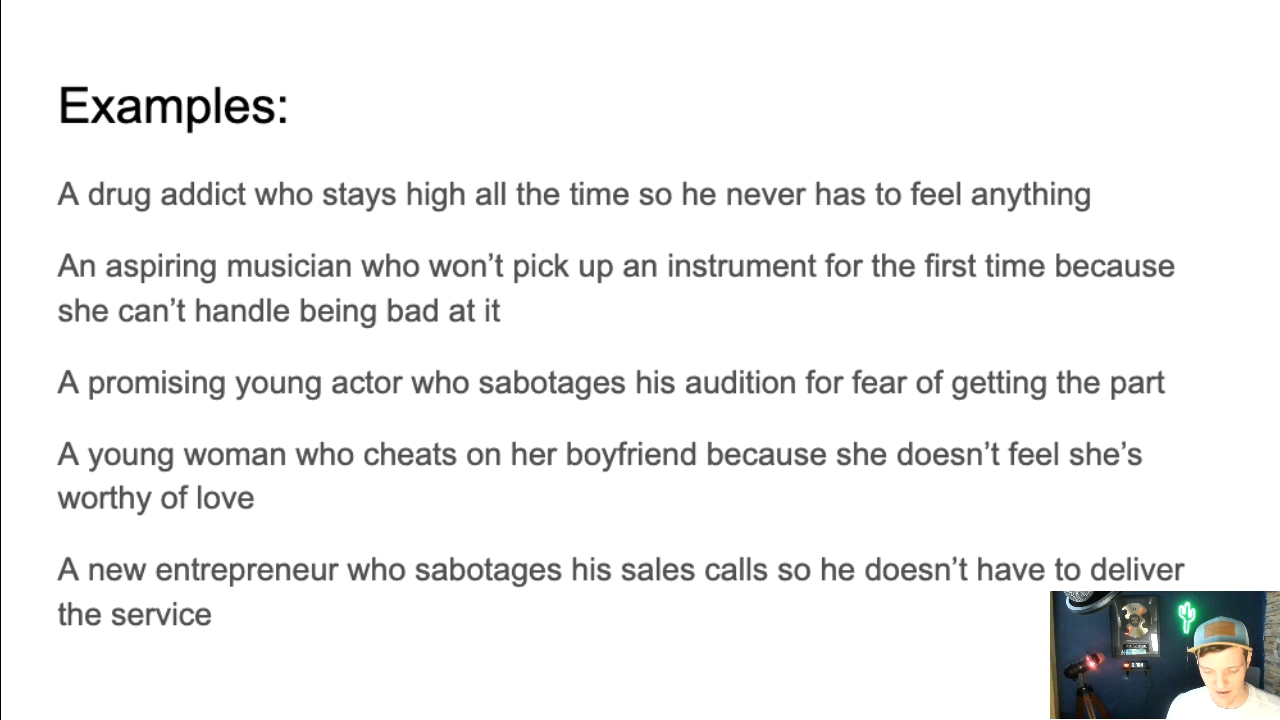 Examples:
A drug addict who stays high all the time so he never has to feel anything
An aspiring musician who won’t pick up an instrument for the first time because
she can’t handle being bad at it
A promising young actor who sabotages his audition for fear of getting the part
A young woman who cheats on her boyfriend because she doesn’t feel she’s
worthy of love
A new entrepreneur who sabotages his sales calls so he doesn’t have to deliver
the service